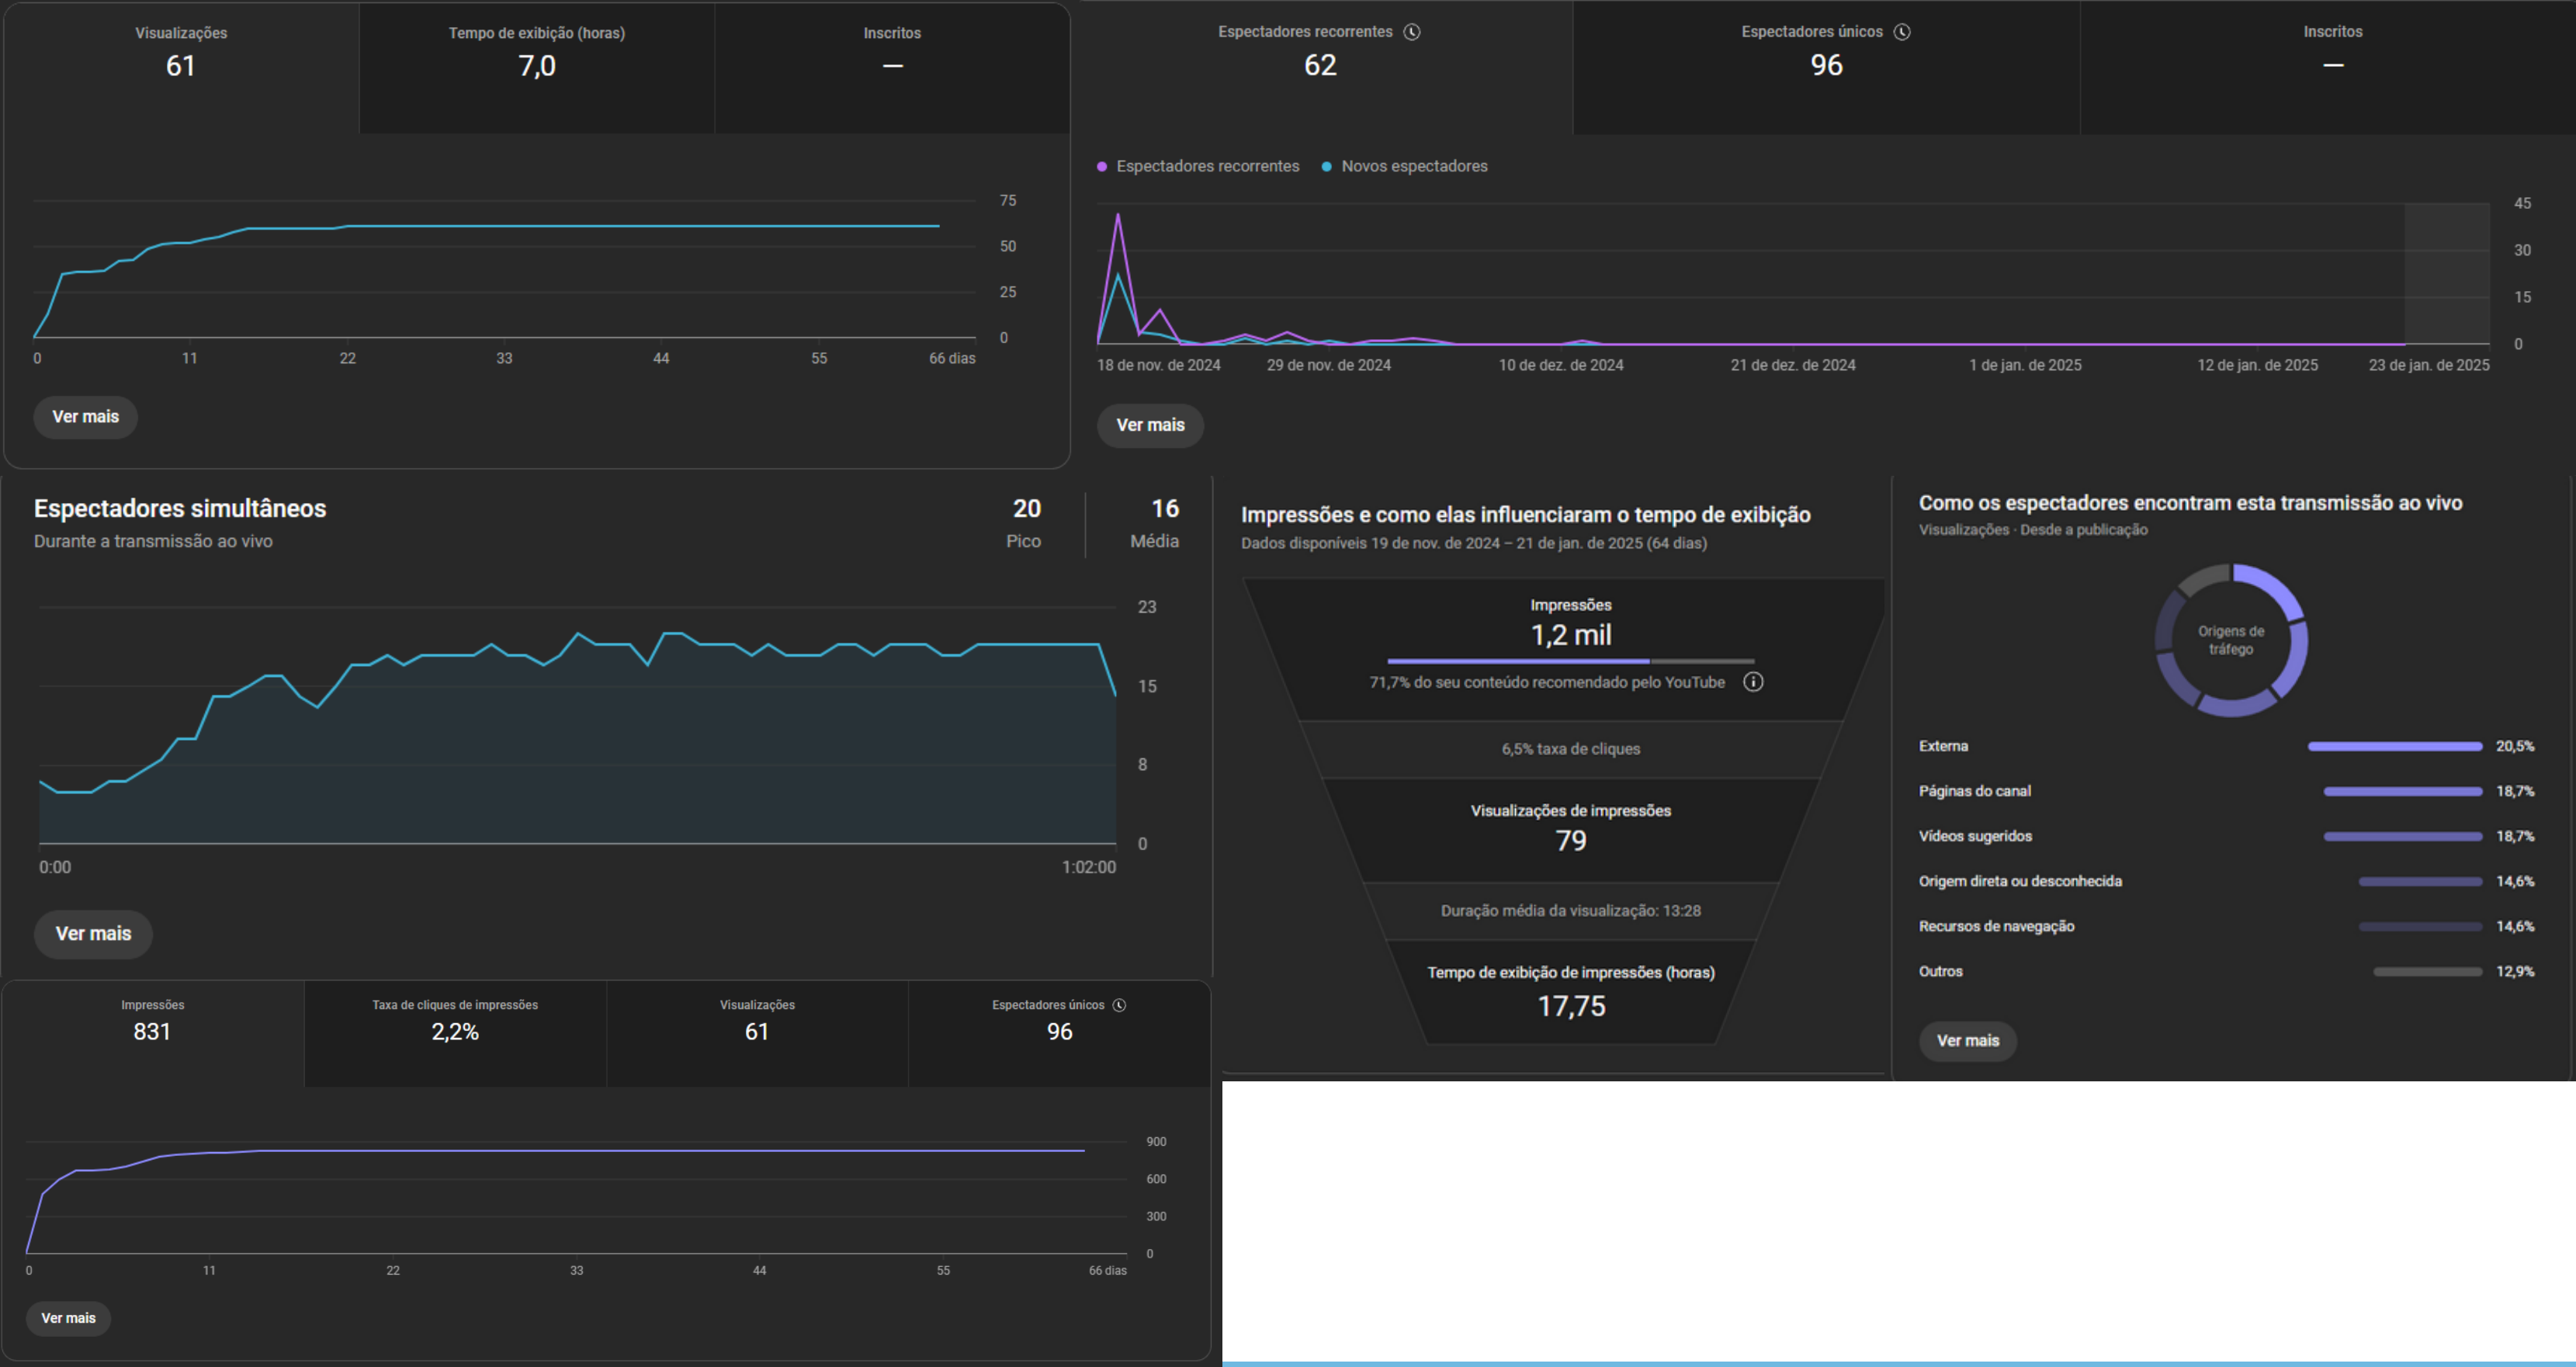 Visualizações
61
Tempo de exibição (horas)
7,0
Inscritos
—
75
50
25
0
0 11 22 33 44 55 66 dias
Ver mais
Espectadores recorrentes
62
Espectadores únicos
96
Inscritos
—
Espectadores recorrentes Novos espectadores
45
30
15
0
18 de nov. de 2024 29 de nov. de 2024 10 de dez. de 2024 21 de dez. de 2024 1 de jan. de 2025 12 de jan. de 2025 23 de jan. de 2025
Ver mais
Espectadores simultâneos
Durante a transmissão ao vivo
20
Pico
16
Média
23
15
8
0
0:00 1:02:00
Ver mais
Impressões e como elas influenciaram o tempo de exibição
Dados disponíveis 19 de nov. de 2024 – 21 de jan. de 2025 (64 dias)
Impressões
1,2 mil
71,7% do seu conteúdo recomendado pelo YouTube
6,5% taxa de cliques
Visualizações de impressões
79
Duração média da visualização: 13:28
Tempo de exibição de impressões (horas)
17,75
Como os espectadores encontram esta transmissão ao vivo
Visualizações · Desde a publicação
Origens de
tráfego
Externa 20,5%
Páginas do canal 18,7%
Vídeos sugeridos 18,7%
Origem direta ou desconhecida 14,6%
Recursos de navegação 14,6%
Outros 12,9%
Ver mais
Impressões
831
Taxa de cliques de impressões
2,2%
Visualizações
61
Espectadores únicos
96
900
600
300
0
0 11 22 33 44 55 66 dias
Ver mais